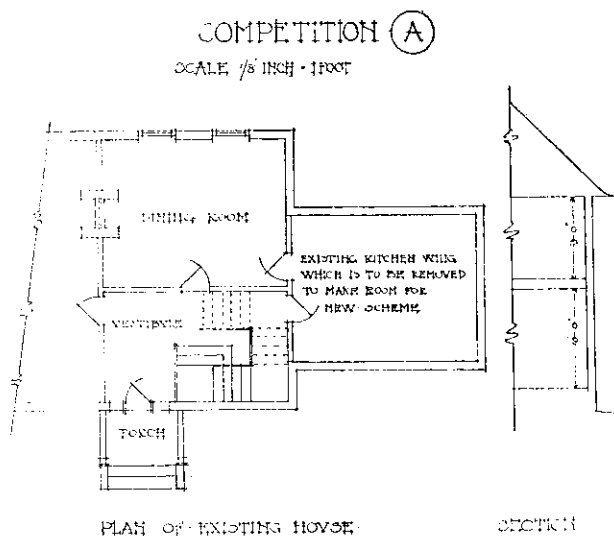 COMPETITION A
SCALE 1/8 INCH - 1 FOOT
DINING ROOM
EXISTING KITCHEN WING
WHICH IS TO BE REMOVED
TO MAKE ROOM FOR
NEW SCHEME
VESTIBULE
PORCH
PLAN OF EXISTING HOVSE
SECTION